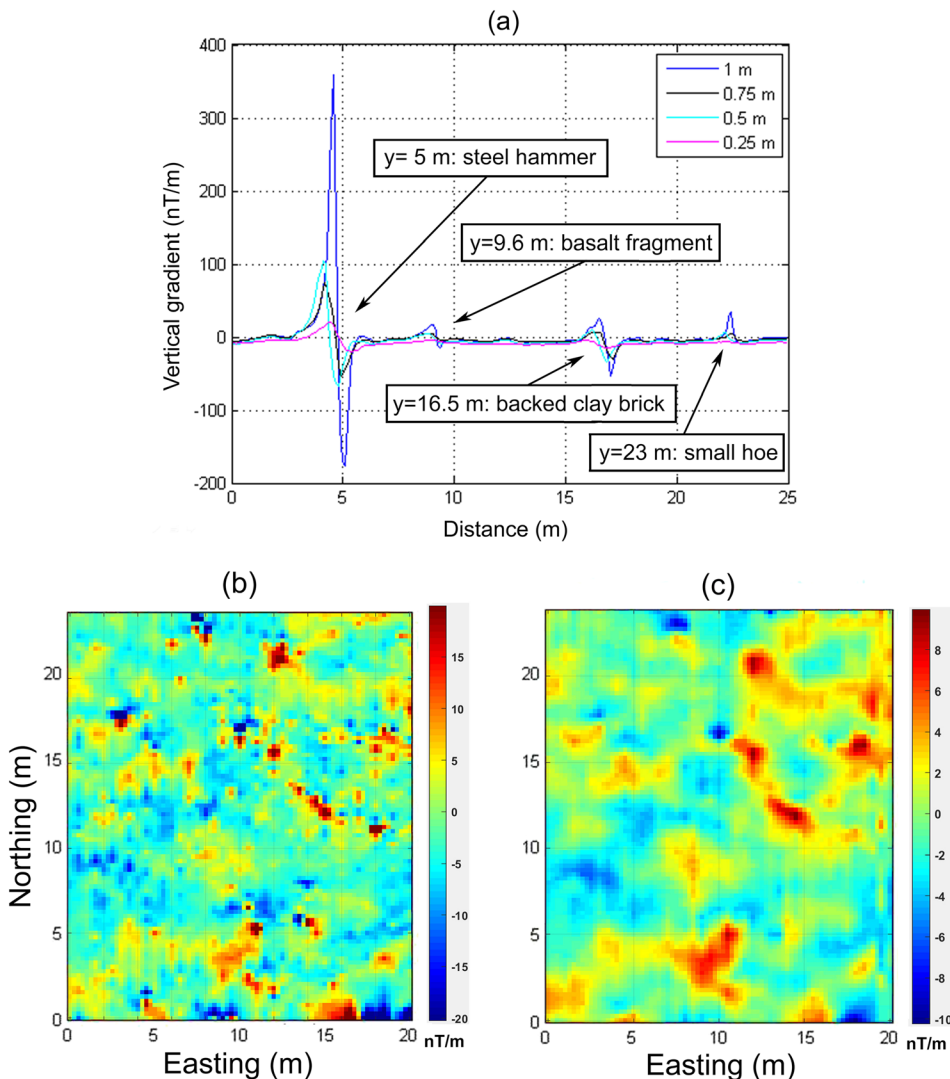 (a)
400
300
200
100
0
-100
-200
0
5
10
15
20
25
Vertical gradient (nT/m)
Distance (m)
1 m
0.75 m
0.5 m
0.25 m
y= 5 m: steel hammer
y=9.6 m: basalt fragment
y=16.5 m: backed clay brick
y=23 m: small hoe
(b)
20
15
10
5
0
0
5
10
15
20
Northing (m)
Easting (m)
15
10
5
0
-5
-10
-15
-20
nT/m
(c)
20
15
10
5
0
0
5
10
15
20
Easting (m)
8
6
4
2
0
-2
-4
-6
-8
-10
nT/m